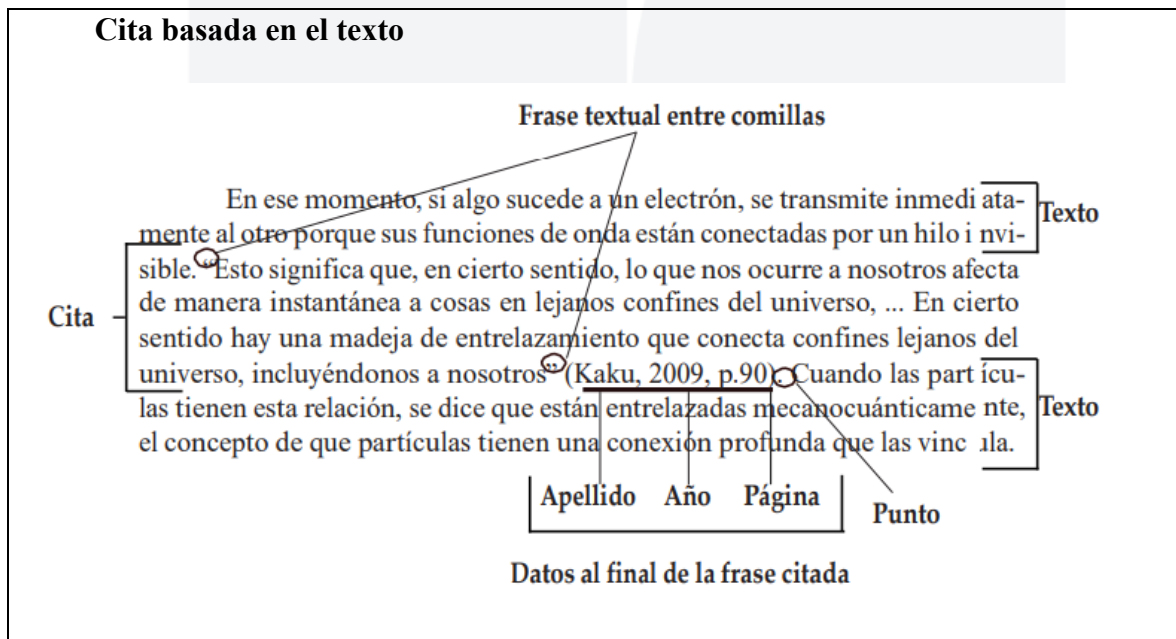 Cita basada en el texto
Frase textual entre comillas
En ese momento, si algo sucede a un electrón, se transmite inmedi ata-
mente al otro porque sus funciones de onda están conectadas por un hilo i nvi-
sible. “Esto significa que, en cierto sentido, lo que nos ocurre a nosotros afecta
de manera instantánea a cosas en lejanos confines del universo, ... En cierto
sentido hay una madeja de entrelazamiento que conecta confines lejanos del
universo, incluyéndonos a nosotros” (Kaku, 2009, p.90). Cuando las part ícu-
las tienen esta relación, se dice que están entrelazadas mecanocuánticame nte,
el concepto de que partículas tienen una conexión profunda que las vinc ula.
Texto
Cita
Texto
Apellido Año Página
Punto
Datos al final de la frase citada